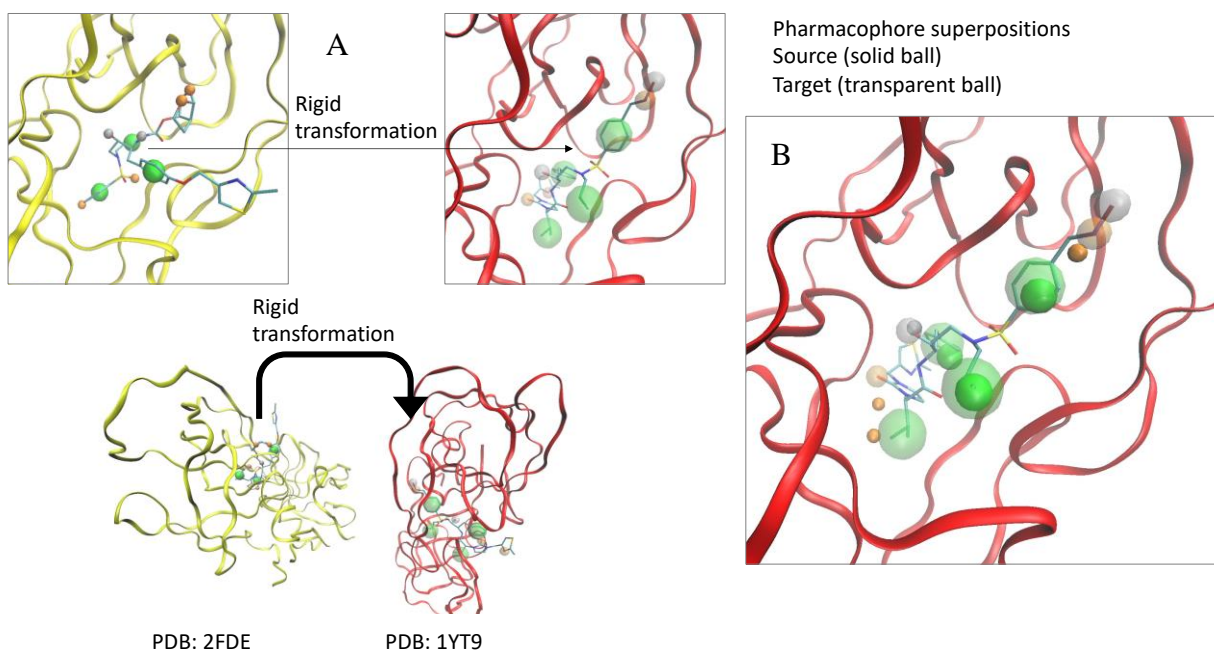 A
Rigid
transformation
Pharmacophore superpositions
Source (solid ball)
Target (transparent ball)
B
Rigid
transformation
PDB: 2FDE
PDB: 1YT9